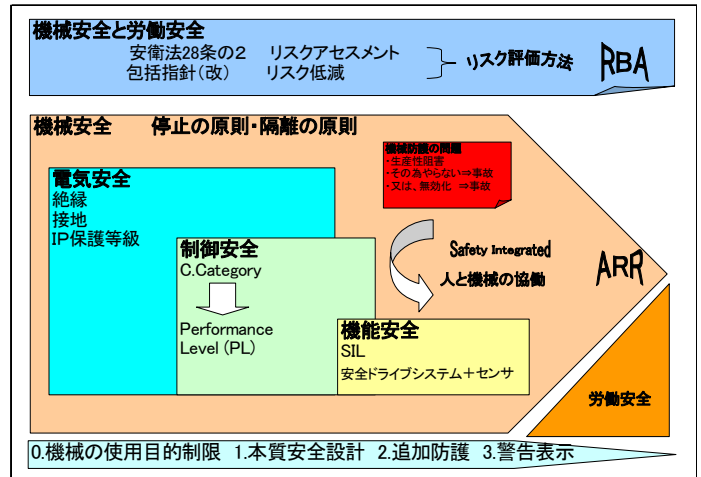 機械安全と労働安全
安衛法28条の2 リスクアセスメント
包括指針(改) リスク低減
リスク評価方法
RBA
機械安全 停止の原則・隔離の原則
機械防護の問題
・生産性阻害
・その為やらない⇒事故
・又は、無効化 ⇒事故
電気安全
絶縁
接地
IP保護等級
制御安全
C.Category
Performance
Level (PL)
Safety Integrated
人と機械の協働
ARR
機能安全
SIL
安全ドライブシステム+センサ
労働安全
0.機械の使用目的制限 1.本質安全設計 2.追加防護 3.警告表示